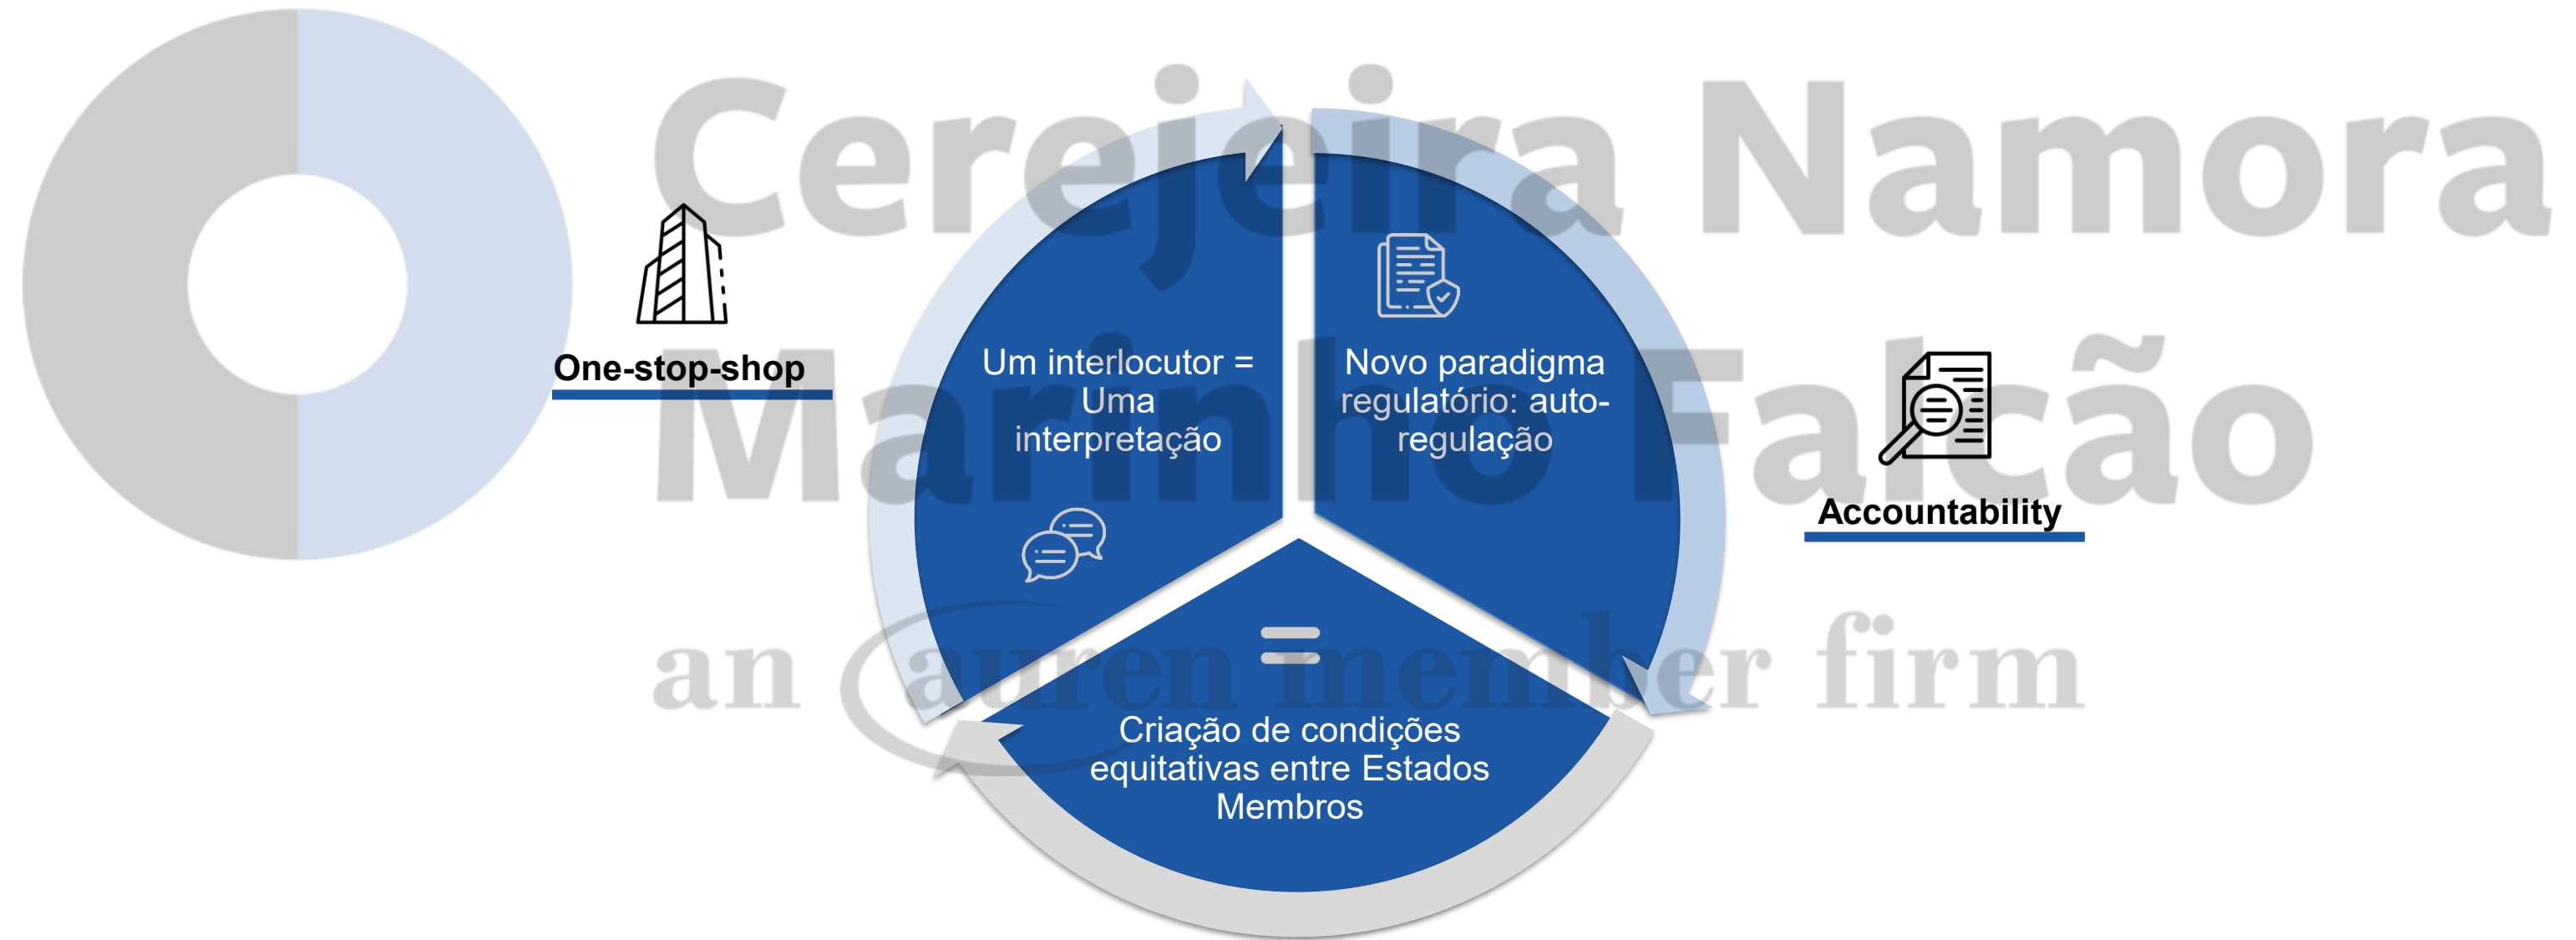 Cerejeira Namora
Marinho Falcão
an auren member firm
One-stop-shop
Um interlocutor =
Uma
interpretação
Novo paradigma
regulatório: auto-
regulação
Accountability
=
Criação de condições
equitativas entre Estados
Membros